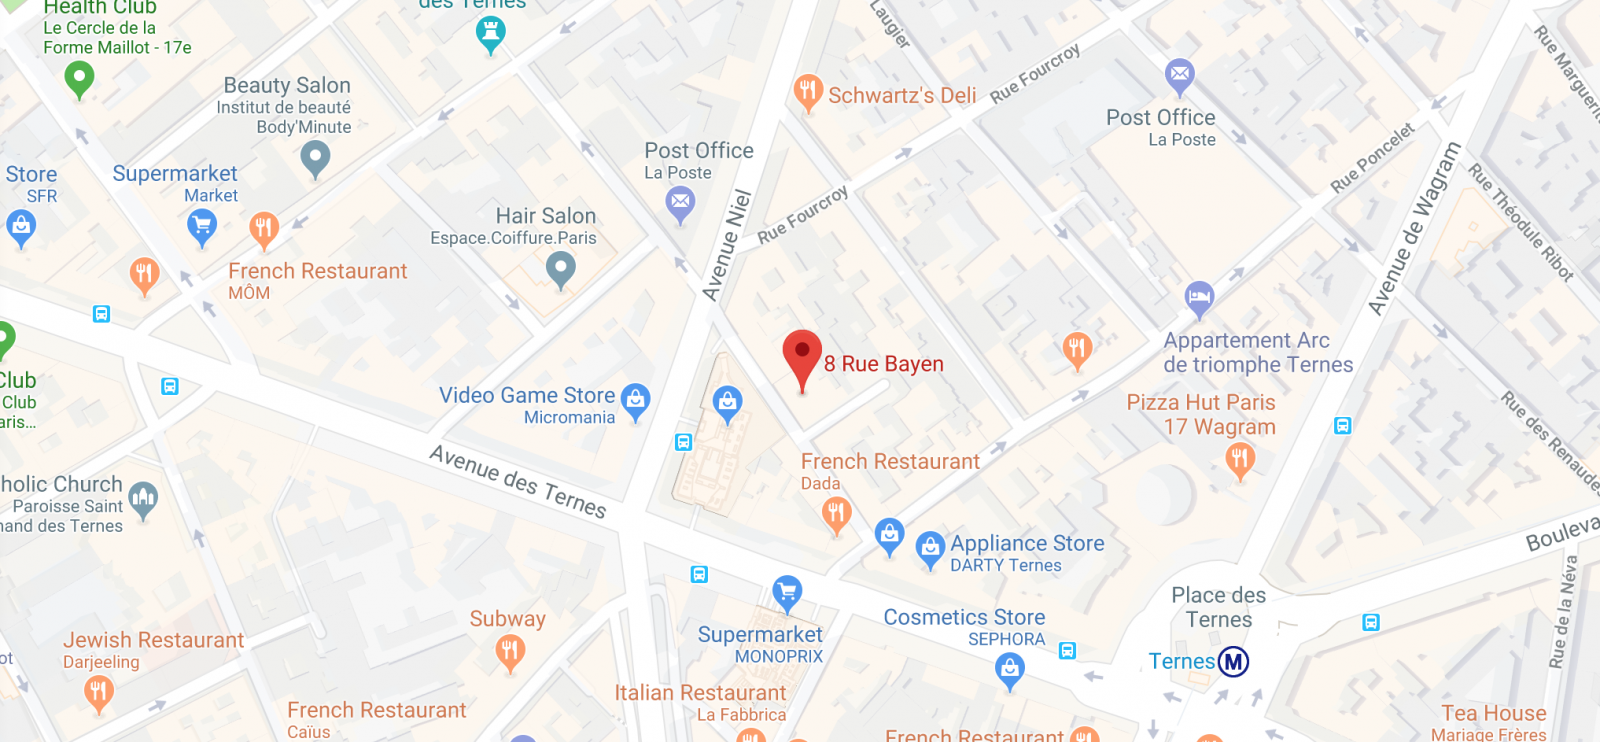 Health Club
Le Cercle de la
Forme Maillot - 17e
des Ternes
Laugier
Rue Fourcroy
Rue Marguerit
Beauty Salon
Institut de beauté
Body'Minute
Schwartz's Deli
Post Office
La Poste
Post Office
La Poste
Rue Poncelet
Store
SFR
Supermarket
Market
Hair Salon
Espace.Coiffure.Paris
Avenue Niel
Rue Fourcroy
Avenue de Wagram
Rue Théodule Ribot
French Restaurant
MÔM
8 Rue Bayen
Appartement Arc
de triomphe Ternes
Club
Club
aris...
Video Game Store
Micromania
Pizza Hut Paris
17 Wagram
Rue des Renaudes
Avenue des Ternes
French Restaurant
Dada
holic Church
Paroisse Saint
nand des Ternes
Appliance Store
DARTY Ternes
Bouleva
Place des
Ternes
Rue de la Néva
Subway
Cosmetics Store
SEPHORA
Supermarket
MONOPRIX
Jewish Restaurant
Darjeeling
ot
Ternes M
Italian Restaurant
La Fabbrica
French Restaurant
Caïus
French Restaurant
Tea House
Mariage Frères